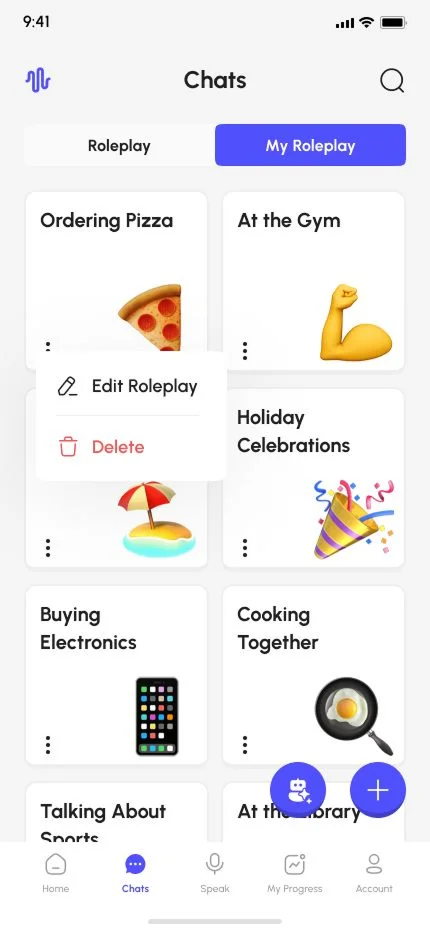 9:41
Chats
Roleplay
My Roleplay
Ordering Pizza
At the Gym
Edit Roleplay
Delete
Holiday
Celebrations
Buying
Electronics
Cooking
Together
Talking About
Sports
At the Library
Home
Chats
Speak
My Progress
Account